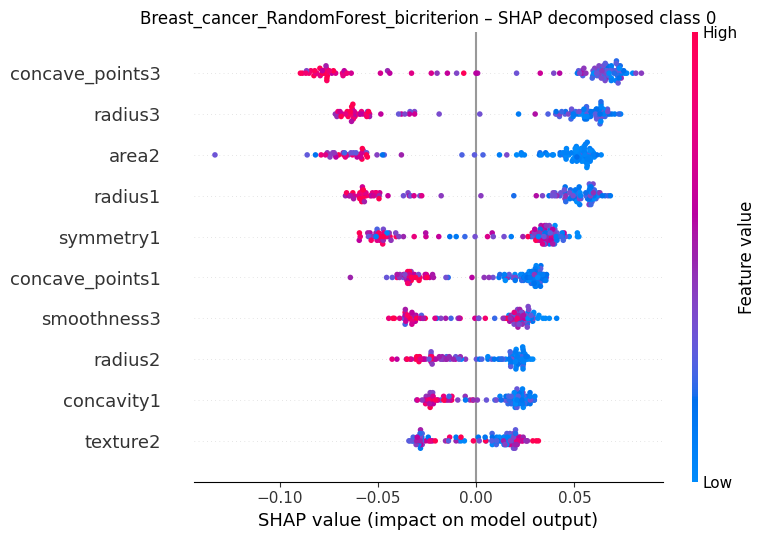 Breast_cancer_RandomForest_bicriterion – SHAP decomposed class 0
High
concave_points3
radius3
area2
radius1
symmetry1
concave_points1
smoothness3
radius2
concavity1
texture2
Feature value
Low
−0.10 −0.05 0.00 0.05
SHAP value (impact on model output)